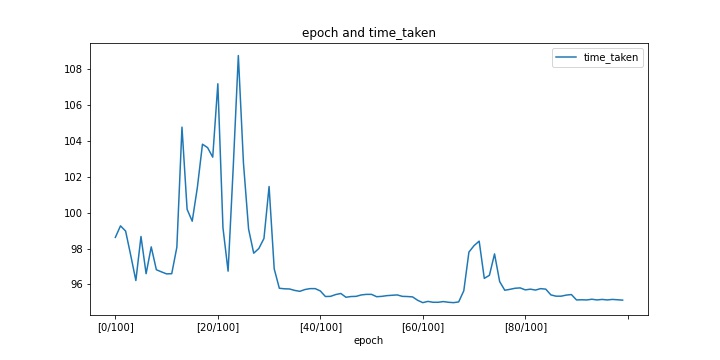 epoch and time_taken
time_taken
108
106
104
102
100
98
96
[0/100] [20/100] [40/100] [60/100] [80/100]
epoch